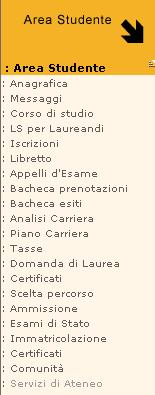 Area Studente
: Area Studente
: Anagrafica
: Messaggi
: Corso di studio
: LS per Laureandi
: Iscrizioni
: Libretto
: Appelli d'Esame
: Bacheca prenotazioni
: Bacheca esiti
: Analisi Carriera
: Piano Carriera
: Tasse
: Domanda di Laurea
: Certificati
: Scelta percorso
: Ammissione
: Esami di Stato
: Immatricolazione
: Certificati
: Comunità
: Servizi di Ateneo